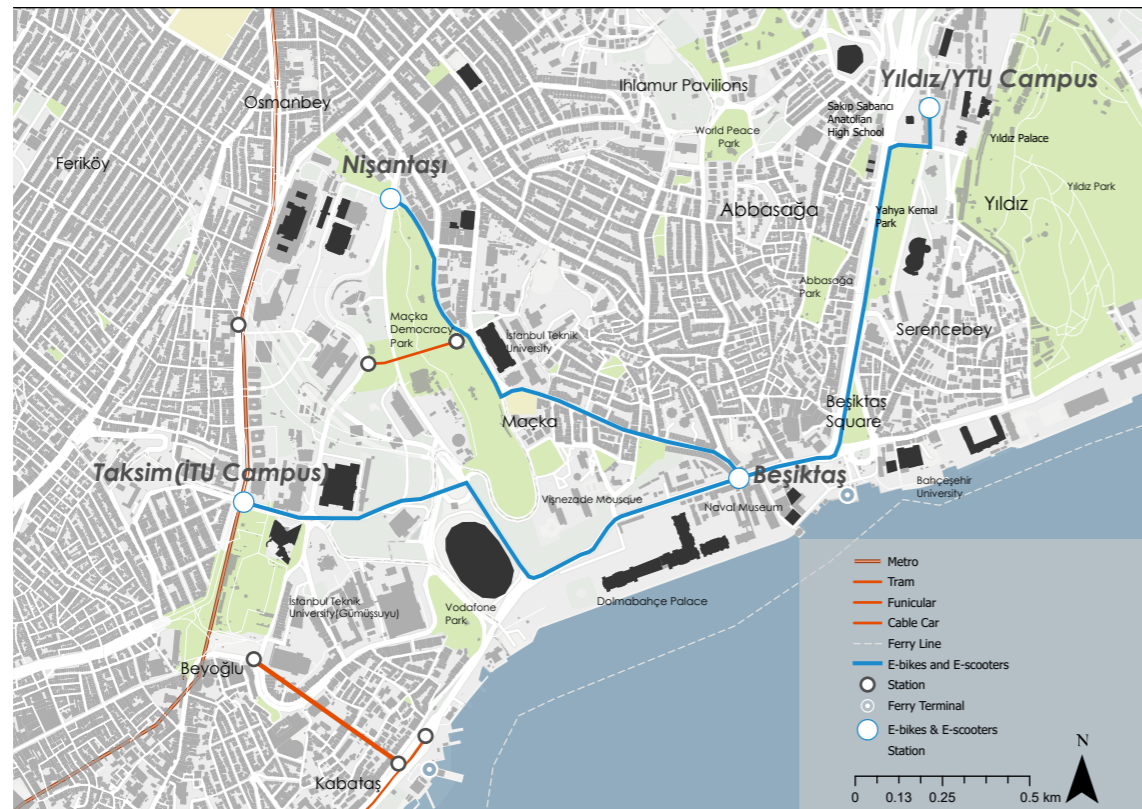 Yıldız/YTU Campus
Ihlamur Pavilions
Osmanbey
Sakıp Sabancı
Anatolian
High School
World Peace
Park
Yıldız Palace
Feriköy
Nişantaşı
Yıldız Park
Abbasağa
Yıldız
Yahya Kemal
Park
Abbasağa
Park
Maçka
Democracy
Park
İstanbul Teknik
University
Serencebey
Beşiktaş
Square
Maçka
Taksim(İTU Campus)
Beşiktaş
Bahçeşehir
University
Vişnezade Mousque
Naval Museum
İstanbul Teknik
University(Gümüşsuyu)
Vodafone
Park
Dolmabahçe Palace
Beyoğlu
Kabataş
Metro
Tram
Funicular
Cable Car
Ferry Line
E-bikes and E-scooters
Station
Ferry Terminal
E-bikes & E-scooters
Station
N
0 0.13 0.25 0.5 km